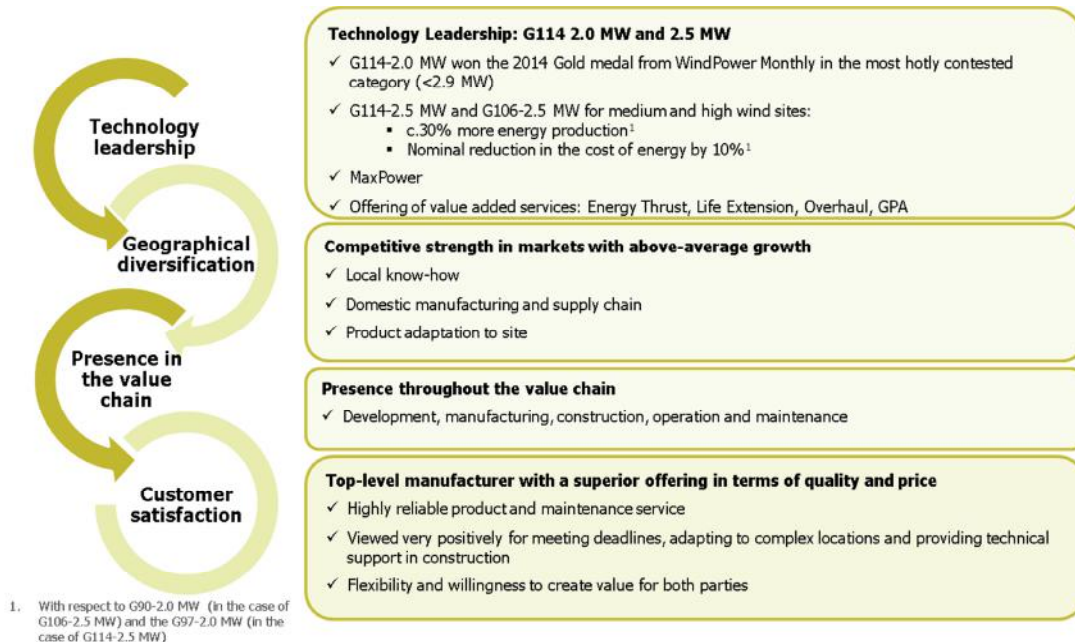 Technology
leadership
Geographical
diversification
Presence in
the value
chain
Customer
satisfaction
Technology Leadership: G114 2.0 MW and 2.5 MW
✓ G114-2.0 MW won the 2014 Gold medal from WindPower Monthly in the most hotly contested
category (<2.9 MW)
✓ G114-2.5 MW and G106-2.5 MW for medium and high wind sites:
▪ c.30% more energy production¹
▪ Nominal reduction in the cost of energy by 10%¹
✓ MaxPower
✓ Offering of value added services: Energy Thrust, Life Extension, Overhaul, GPA
Competitive strength in markets with above-average growth
✓ Local know-how
✓ Domestic manufacturing and supply chain
✓ Product adaptation to site
Presence throughout the value chain
✓ Development, manufacturing, construction, operation and maintenance
Top-level manufacturer with a superior offering in terms of quality and price
✓ Highly reliable product and maintenance service
✓ Viewed very positively for meeting deadlines, adapting to complex locations and providing technical
support in construction
✓ Flexibility and willingness to create value for both parties
1. With respect to G90-2.0 MW (in the case of
G106-2.5 MW) and the G97-2.0 MW (in the
case of G114-2.5 MW)